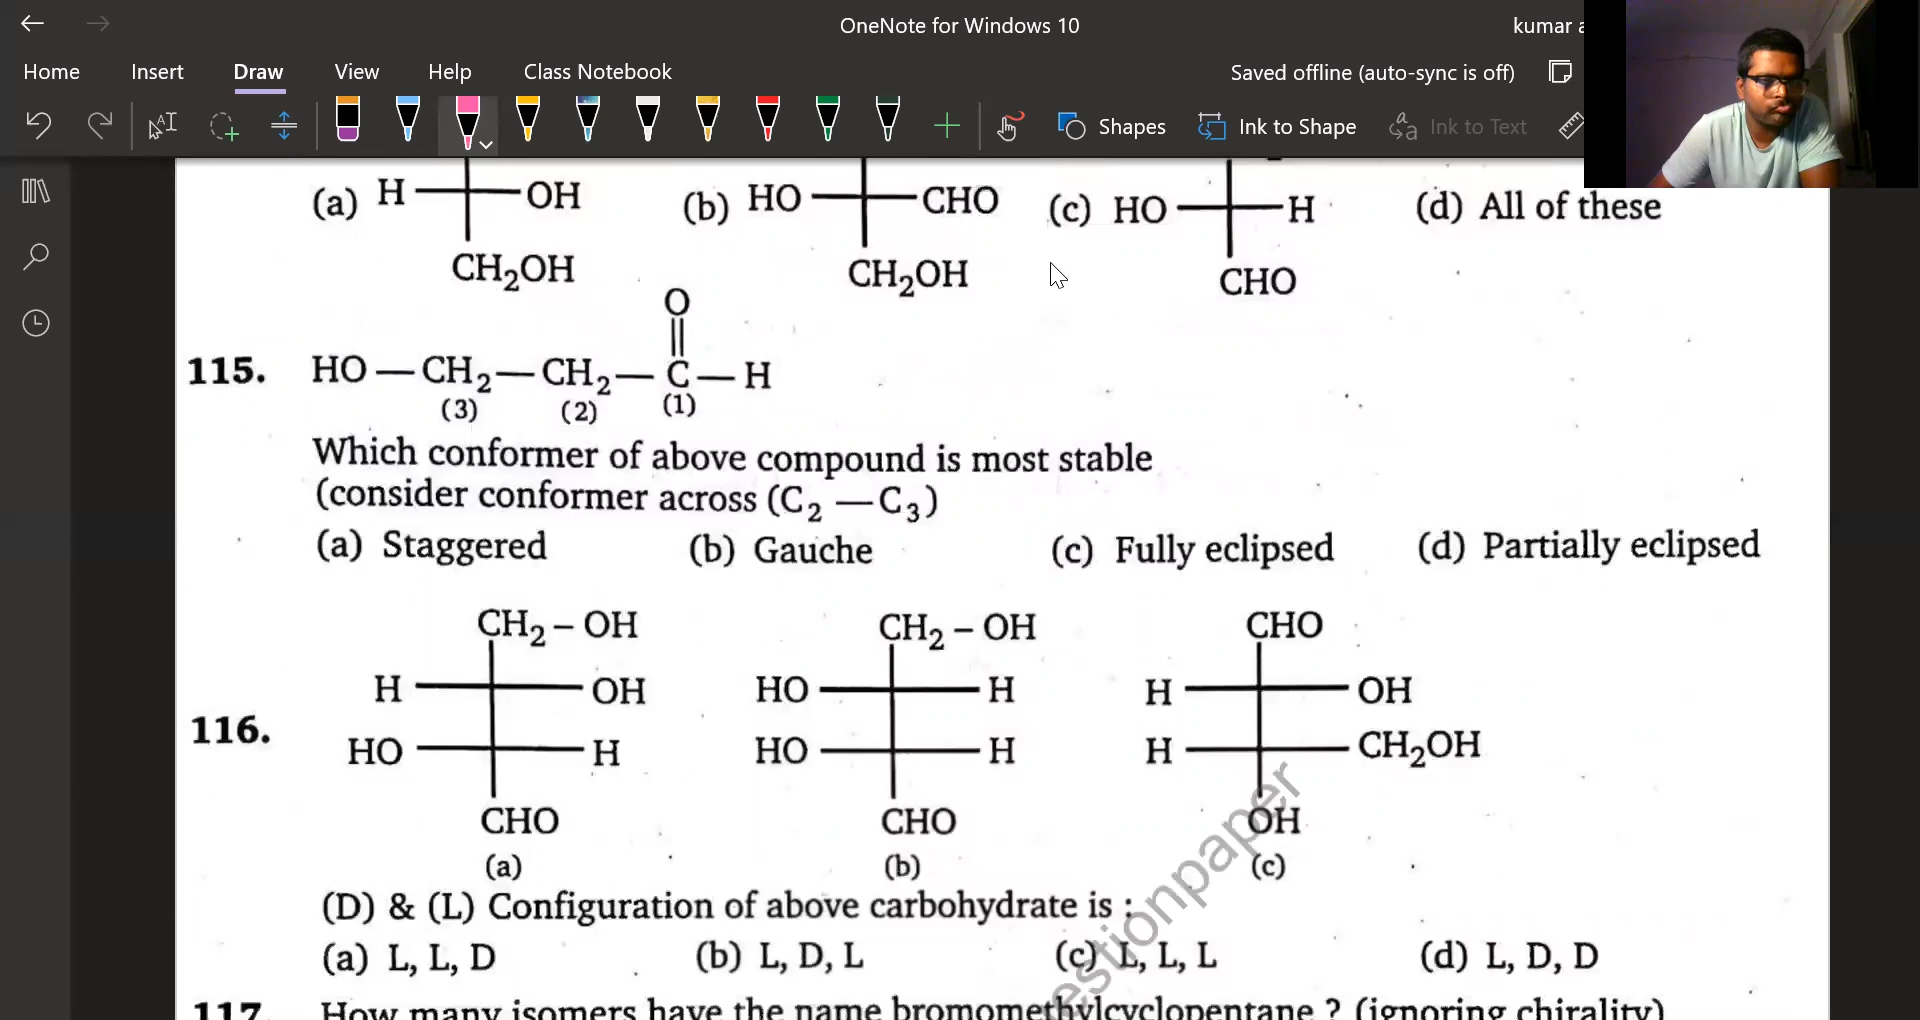 OneNote for Windows 10
kumar a
Home Insert Draw View Help Class Notebook
Saved offline (auto-sync is off)
Shapes Ink to Shape Ink to Text
(a) H OH
CH2OH
(b) HO CHO
CH2OH
(c) HO H
CHO
(d) All of these
O
115. HO — CH2 — CH2 — C — H
(3) (2) (1)
Which conformer of above compound is most stable
(consider conformer across (C2 — C3)
(a) Staggered (b) Gauche (c) Fully eclipsed (d) Partially eclipsed
116.
CH2 – OH
H OH
HO H
CHO
(a)
CH2 – OH
HO H
HO H
CHO
(b)
CHO
H OH
H CH2OH
OH
(c)
(D) & (L) Configuration of above carbohydrate is :
(a) L, L, D (b) L, D, L (c) L, L, L (d) L, D, D
117. How many isomers have the name bromomethylcyclopentane ? (ignoring chirality)
estionpaper